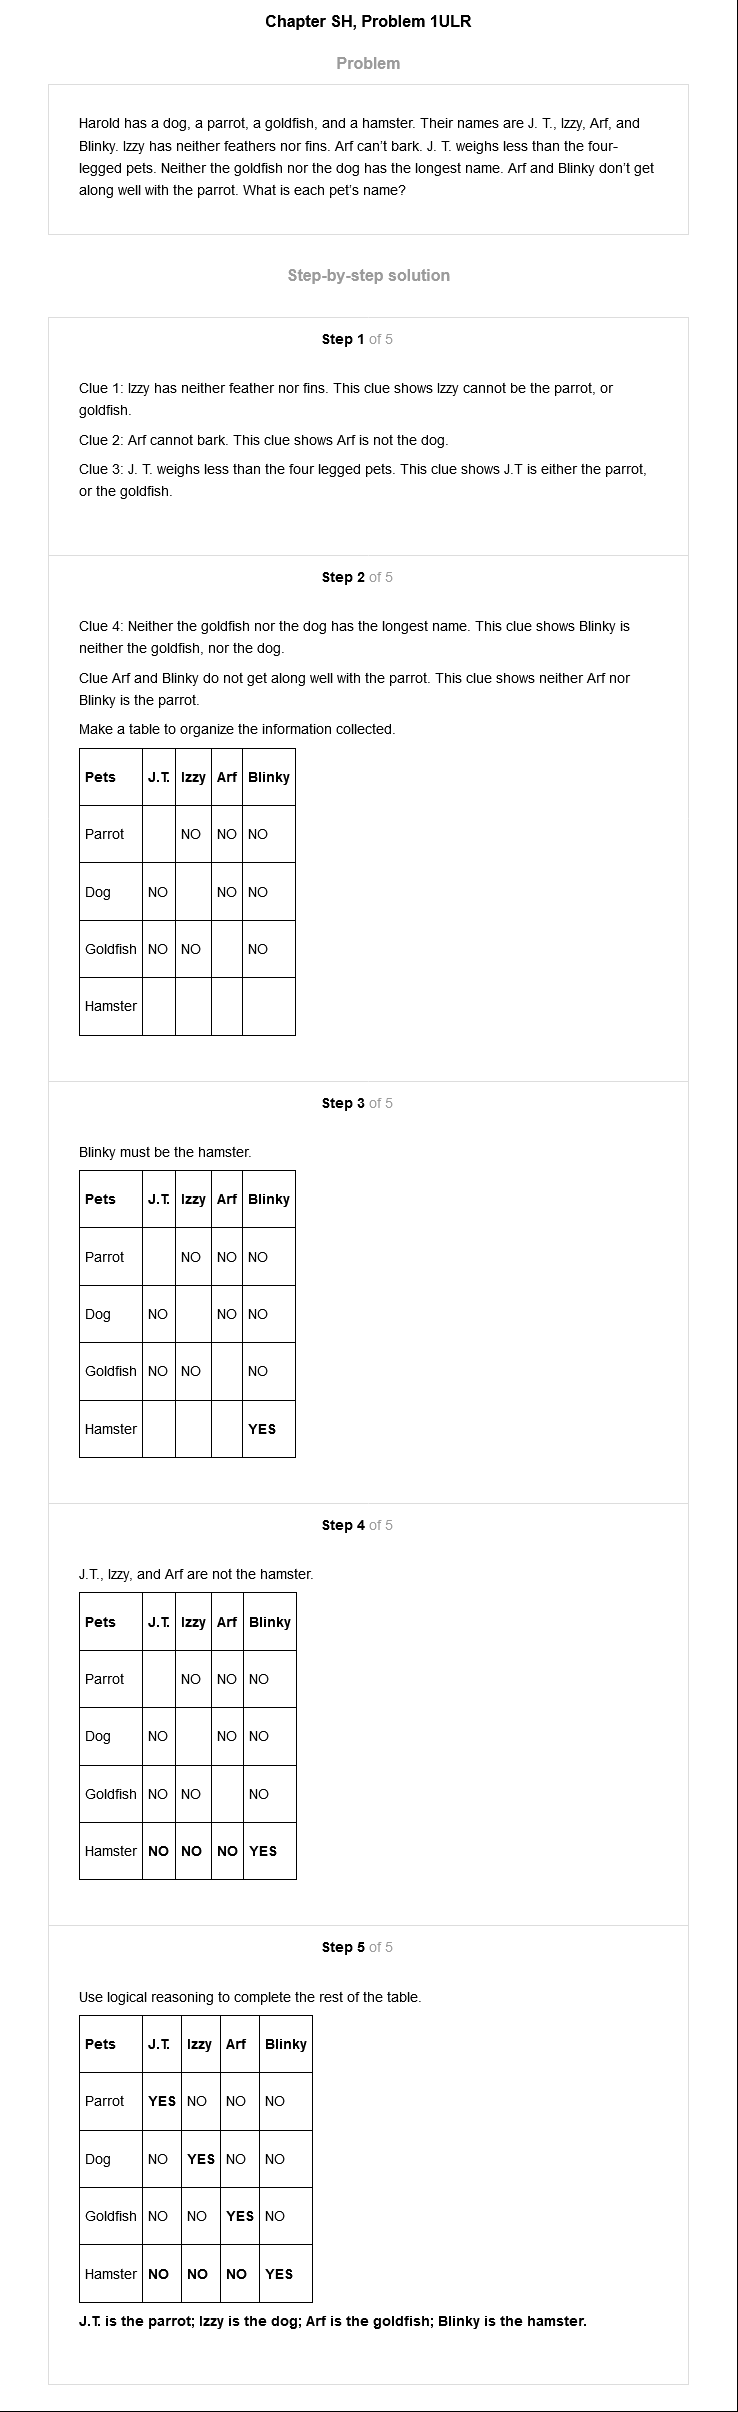 Chapter SH, Problem 1ULR
Problem
Harold has a dog, a parrot, a goldfish, and a hamster. Their names are J. T., Izzy, Arf, and
Blinky. Izzy has neither feathers nor fins. Arf can’t bark. J. T. weighs less than the four-
legged pets. Neither the goldfish nor the dog has the longest name. Arf and Blinky don’t get
along well with the parrot. What is each pet’s name?
Step-by-step solution
Step 1 of 5
Clue 1: Izzy has neither feather nor fins. This clue shows Izzy cannot be the parrot, or
goldfish.
Clue 2: Arf cannot bark. This clue shows Arf is not the dog.
Clue 3: J. T. weighs less than the four legged pets. This clue shows J.T is either the parrot,
or the goldfish.
Step 2 of 5
Clue 4: Neither the goldfish nor the dog has the longest name. This clue shows Blinky is
neither the goldfish, nor the dog.
Clue Arf and Blinky do not get along well with the parrot. This clue shows neither Arf nor
Blinky is the parrot.
Make a table to organize the information collected.
Pets J.T. Izzy Arf Blinky
Parrot NO NO NO
Dog NO NO NO
Goldfish NO NO NO
Hamster
Step 3 of 5
Blinky must be the hamster.
Pets J.T. Izzy Arf Blinky
Parrot NO NO NO
Dog NO NO NO
Goldfish NO NO NO
Hamster YES
Step 4 of 5
J.T., Izzy, and Arf are not the hamster.
Pets J.T. Izzy Arf Blinky
Parrot NO NO NO
Dog NO NO NO
Goldfish NO NO NO
Hamster NO NO NO YES
Step 5 of 5
Use logical reasoning to complete the rest of the table.
Pets J.T. Izzy Arf Blinky
Parrot YES NO NO NO
Dog NO YES NO NO
Goldfish NO NO YES NO
Hamster NO NO NO YES
J.T. is the parrot; Izzy is the dog; Arf is the goldfish; Blinky is the hamster.